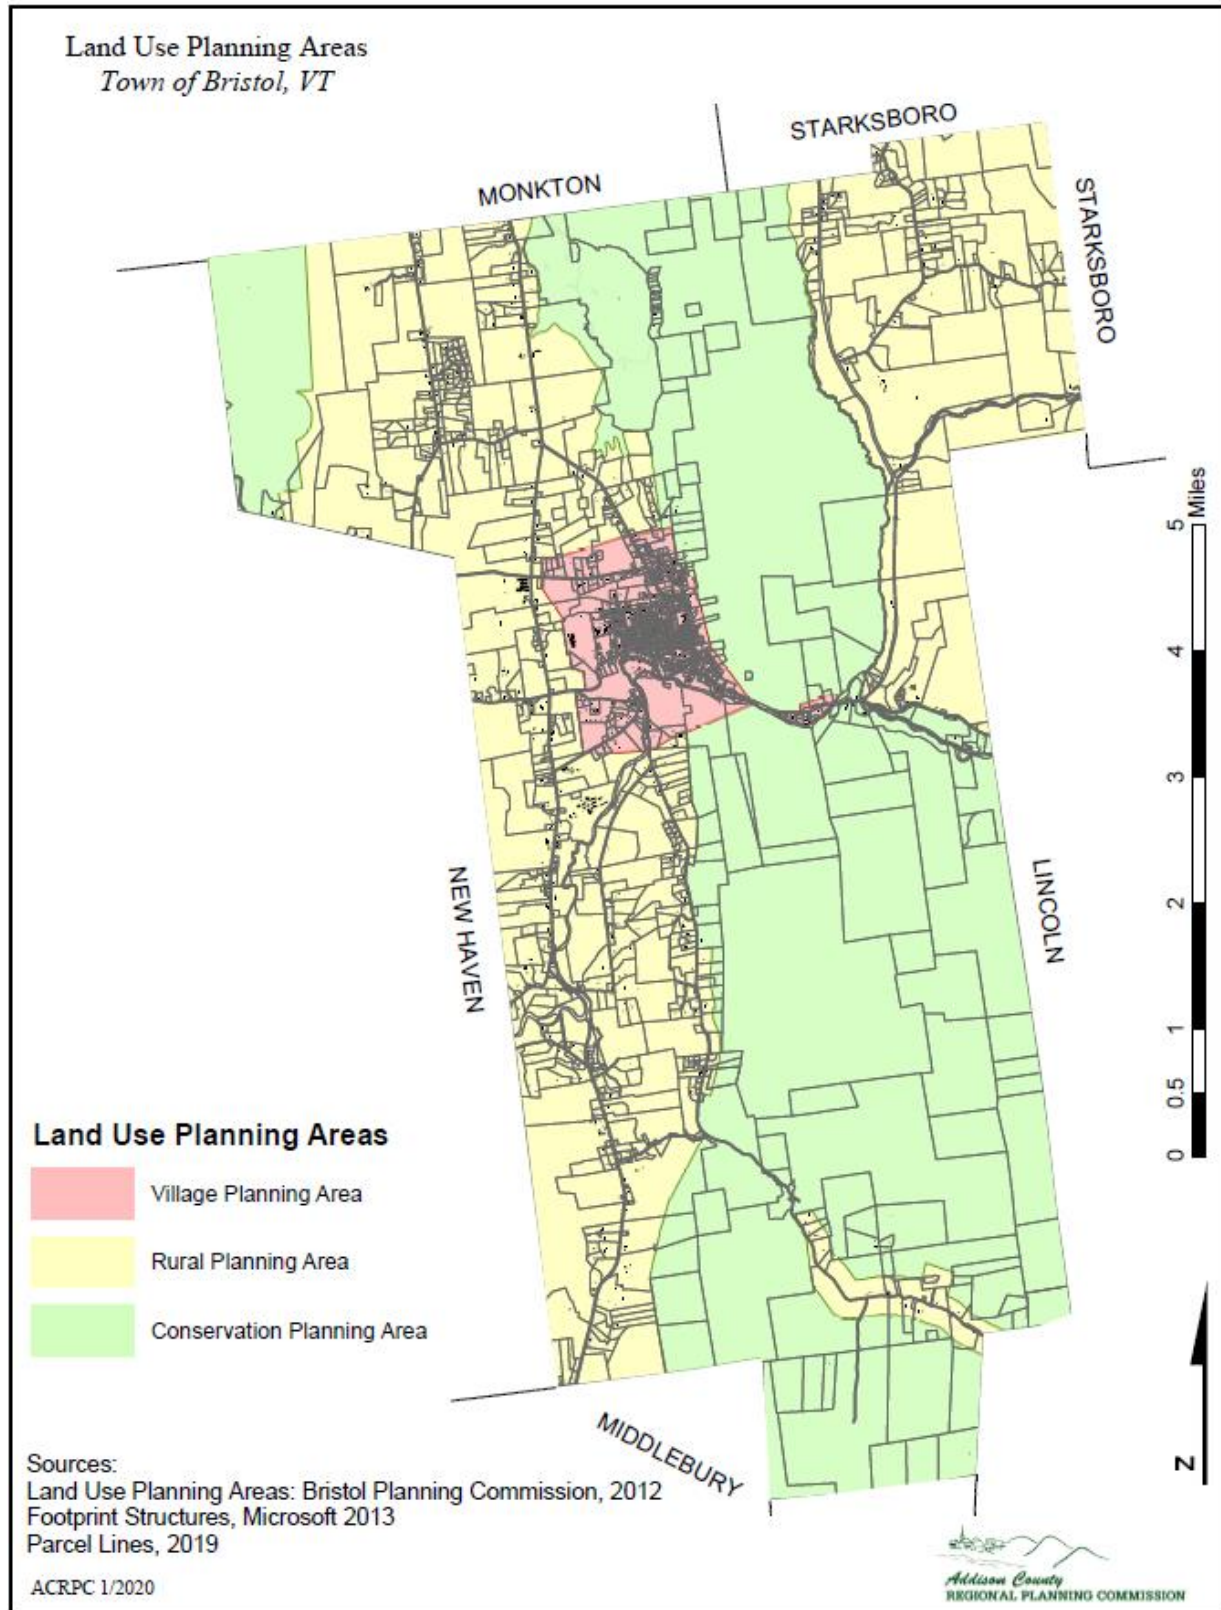 Land Use Planning Areas
Town of Bristol, VT
STARKSBORO
MONKTON
STARKSBORO
Miles
5
4
3
2
1
0.5
0
NEW HAVEN
LINCOLN
Land Use Planning Areas
Village Planning Area
Rural Planning Area
Conservation Planning Area
MIDDLEBURY
N
Sources:
Land Use Planning Areas: Bristol Planning Commission, 2012
Footprint Structures, Microsoft 2013
Parcel Lines, 2019
ACRPC 1/2020
Addison County
REGIONAL PLANNING COMMISSION